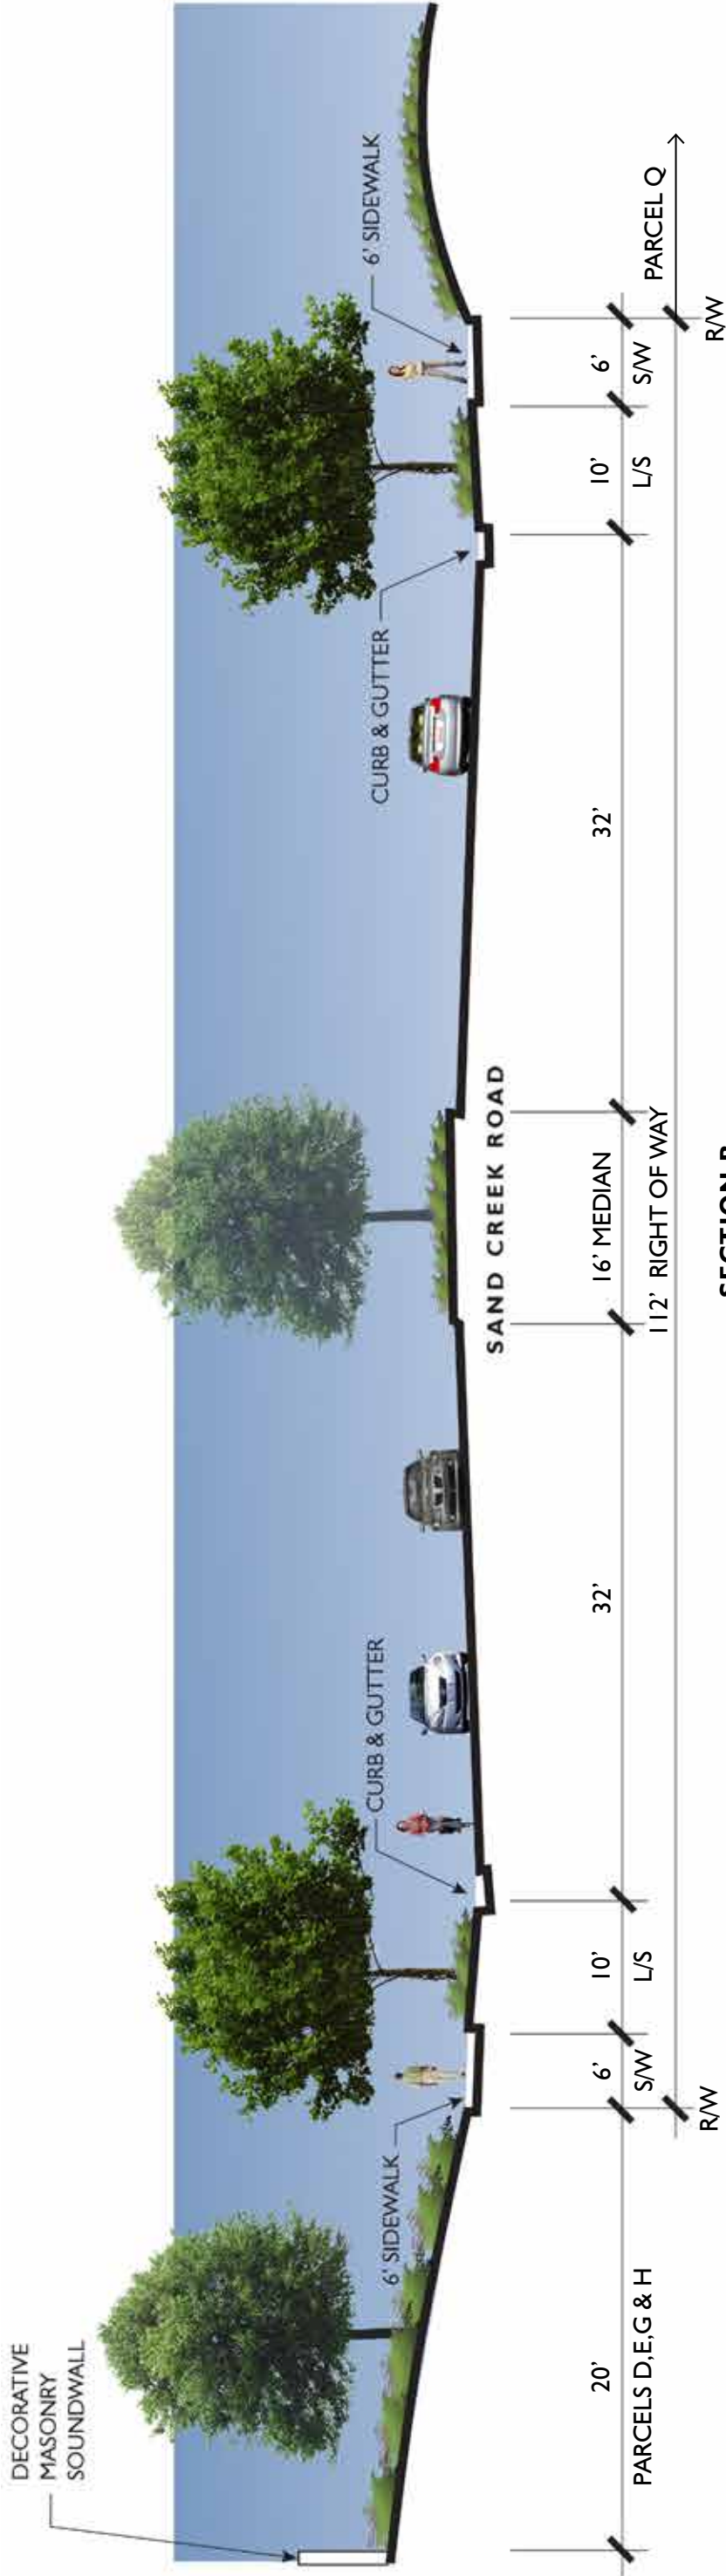 DECORATIVE
MASONRY
SOUNDWALL
6' SIDEWALK
CURB & GUTTER
CURB & GUTTER
6' SIDEWALK
SAND CREEK ROAD
20'
6'
10'
32'
16' MEDIAN
32'
10'
6'
PARCELS D,E,G & H
S/W
L/S
L/S
S/W
112' RIGHT OF WAY
PARCEL Q
R/W
R/W